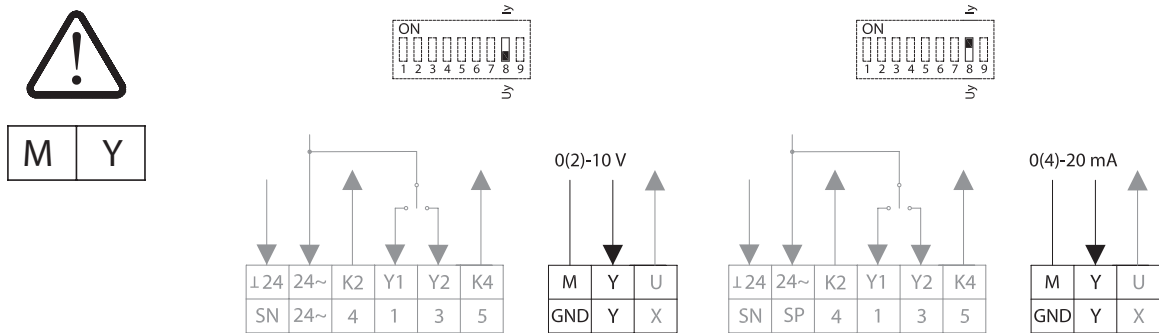 Iy
ON
1 2 3 4 5 6 7 8 9
Uy
Iy
ON
1 2 3 4 5 6 7 8 9
Uy
M Y
0(2)-10 V
0(4)-20 mA
⊥24 24~ K2 Y1 Y2 K4
SN 24~ 4 1 3 5
M Y U
GND Y X
⊥24 24~ K2 Y1 Y2 K4
SN SP 4 1 3 5
M Y U
GND Y X